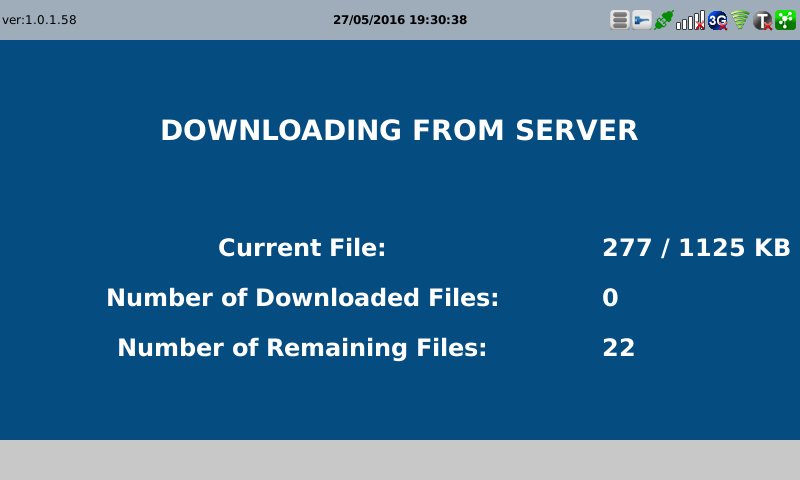 ver:1.0.1.58 27/05/2016 19:30:38 3G T
DOWNLOADING FROM SERVER
Current File: 277 / 1125 KB
Number of Downloaded Files: 0
Number of Remaining Files: 22